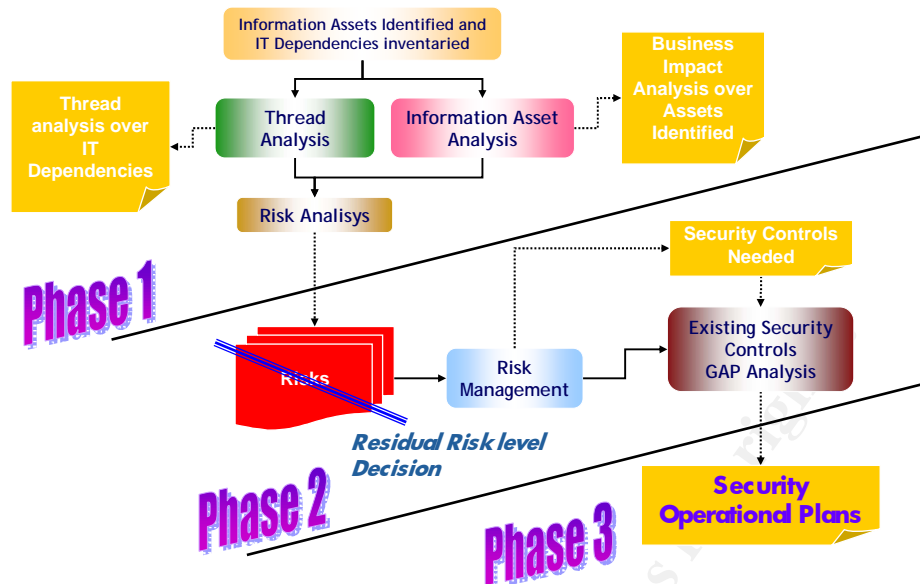 Information Assets Identified and
IT Dependencies inventaried
Business
Impact
Analysis over
Assets
Identified
Thread
analysis over
IT
Dependencies
Thread
Analysis
Information Asset
Analysis
Risk Analisys
Phase 1
Security Controls
Needed
Risks
Risk
Management
Existing Security
Controls
GAP Analysis
Residual Risk level
Decision
Phase 2
Phase 3
Security
Operational Plans